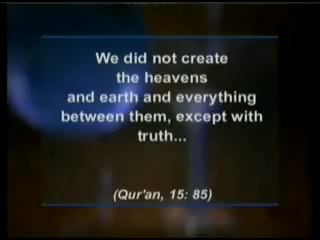 We did not create
the heavens
and earth and everything
between them, except with
truth...
(Qur'an, 15: 85)